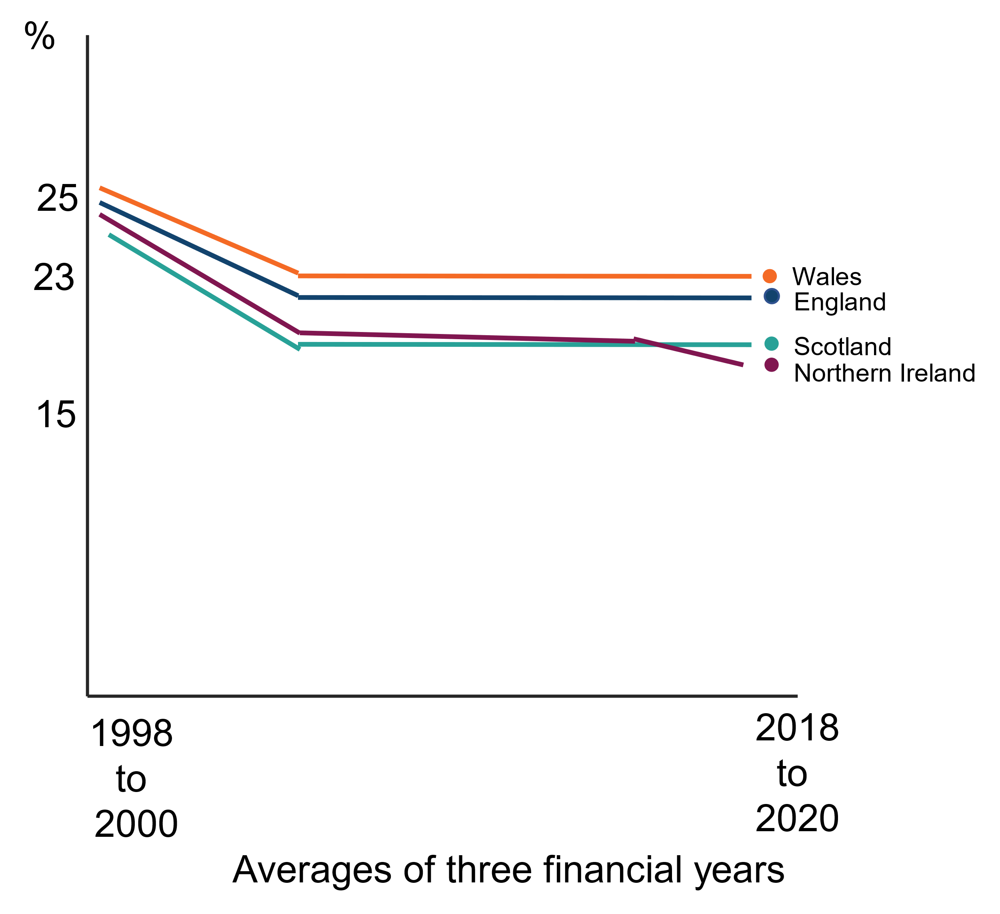 %
25
23
15
Wales
England
Scotland
Northern Ireland
1998
to
2000
2018
to
2020
Averages of three financial years